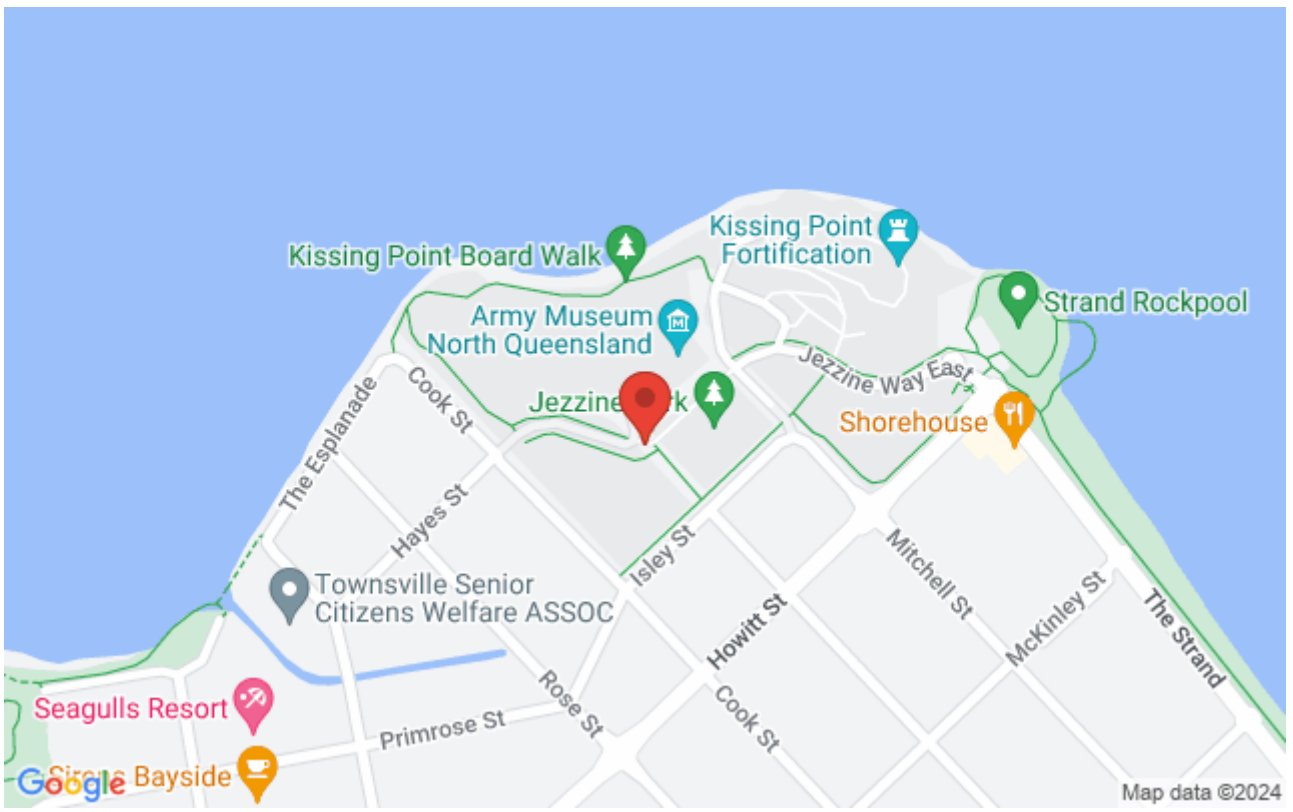 Kissing Point
Fortification
Kissing Point Board Walk
Strand Rockpool
Army Museum
North Queensland
Jezzine Way East
Cook St
The Esplanade
Jezzine
Shorehouse
Hayes St
Isley St
Mitchell St
Townsville Senior
Citizens Welfare ASSOC
McKinley St
Howitt St
The Strand
Rose St
Cook St
Seagulls Resort
Primrose St
Bayside
Google
Map data ©2024